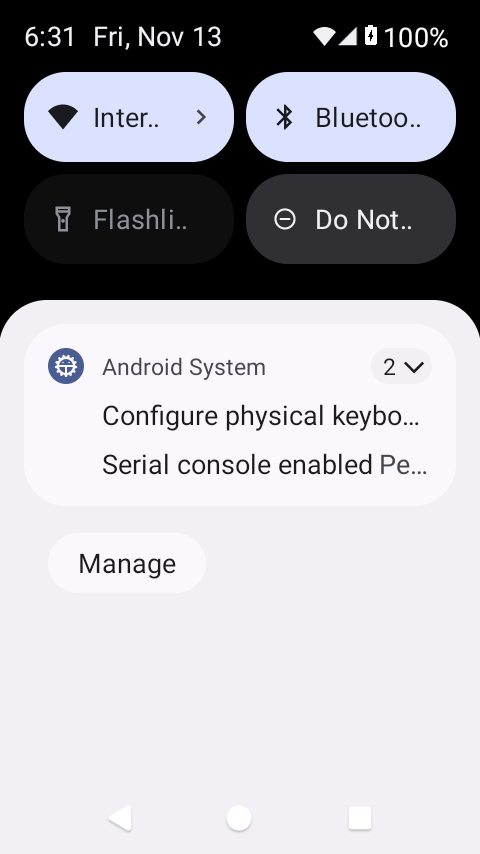 6:31 Fri, Nov 13 100%
Inter.. Bluetoo..
Flashli.. Do Not..
Android System 2
Configure physical keybo...
Serial console enabled Pe...
Manage